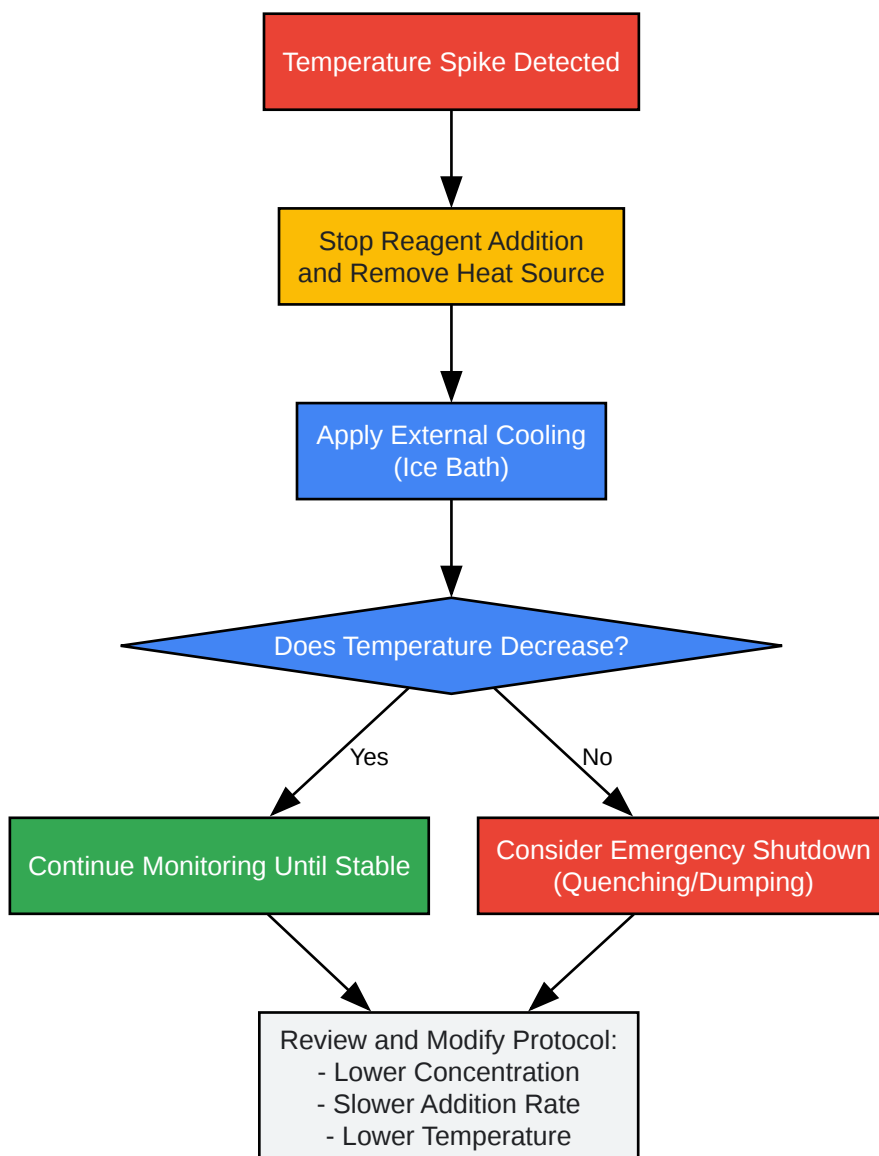 Temperature Spike Detected
Stop Reagent Addition
and Remove Heat Source
Apply External Cooling
(Ice Bath)
Does Temperature Decrease?
Yes
No
Continue Monitoring Until Stable
Consider Emergency Shutdown
(Quenching/Dumping)
Review and Modify Protocol:
- Lower Concentration
- Slower Addition Rate
- Lower Temperature